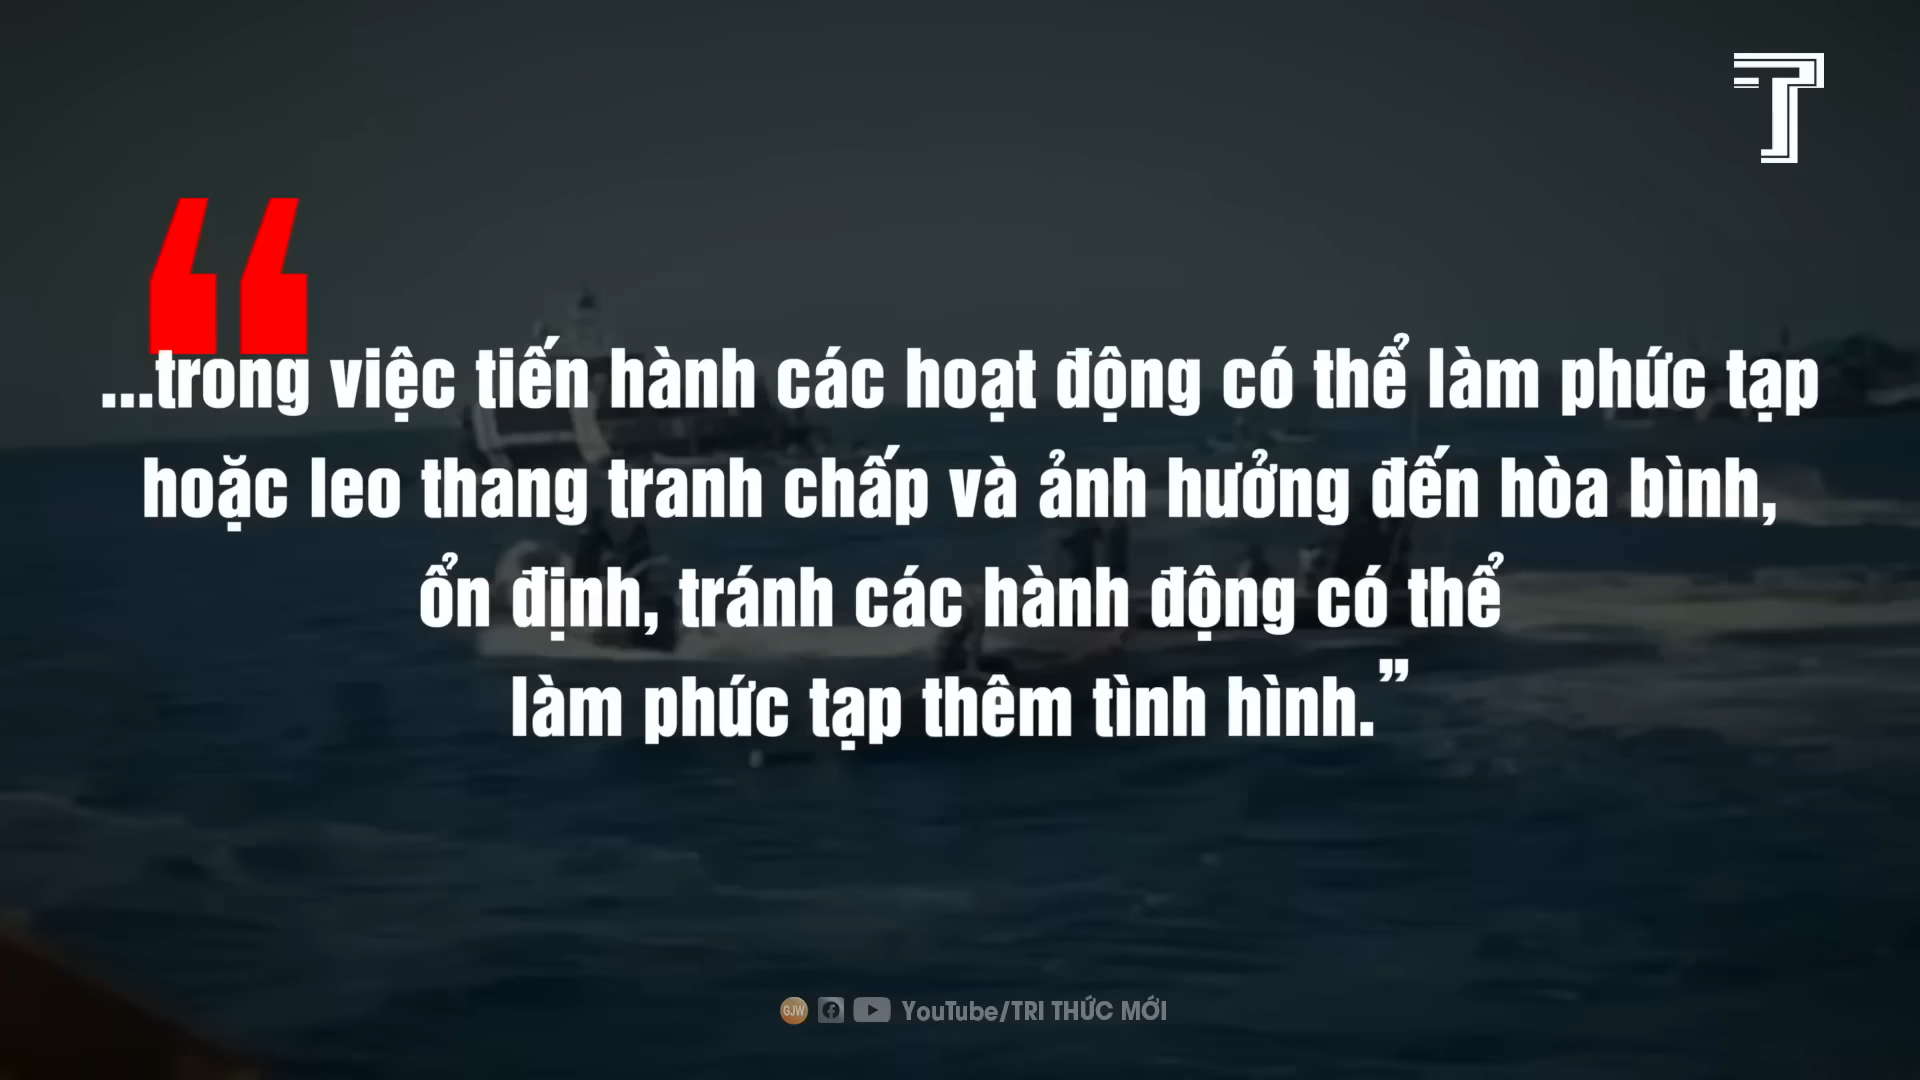 “
...trong việc tiến hành các hoạt động có thể làm phức tạp
hoặc leo thang tranh chấp và ảnh hưởng đến hòa bình,
ổn định, tránh các hành động có thể
làm phức tạp thêm tình hình.”
GJW YouTube/TRI THỨC MỚI